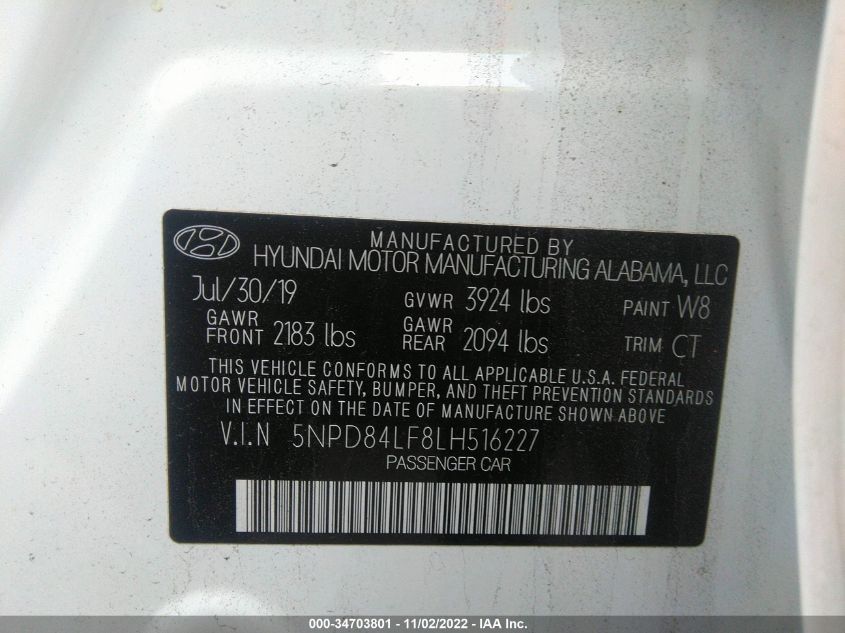 MANUFACTURED BY
HYUNDAI MOTOR MANUFACTURING ALABAMA, LLC
Jul/30/19 GVWR 3924 lbs PAINT W8
GAWR FRONT 2183 lbs GAWR REAR 2094 lbs TRIM CT
THIS VEHICLE CONFORMS TO ALL APPLICABLE U.S.A. FEDERAL
MOTOR VEHICLE SAFETY, BUMPER, AND THEFT PREVENTION STANDARDS
IN EFFECT ON THE DATE OF MANUFACTURE SHOWN ABOVE
V.I.N 5NPD84LF8LH516227
PASSENGER CAR
000-34703801 - 11/02/2022 - IAA Inc.